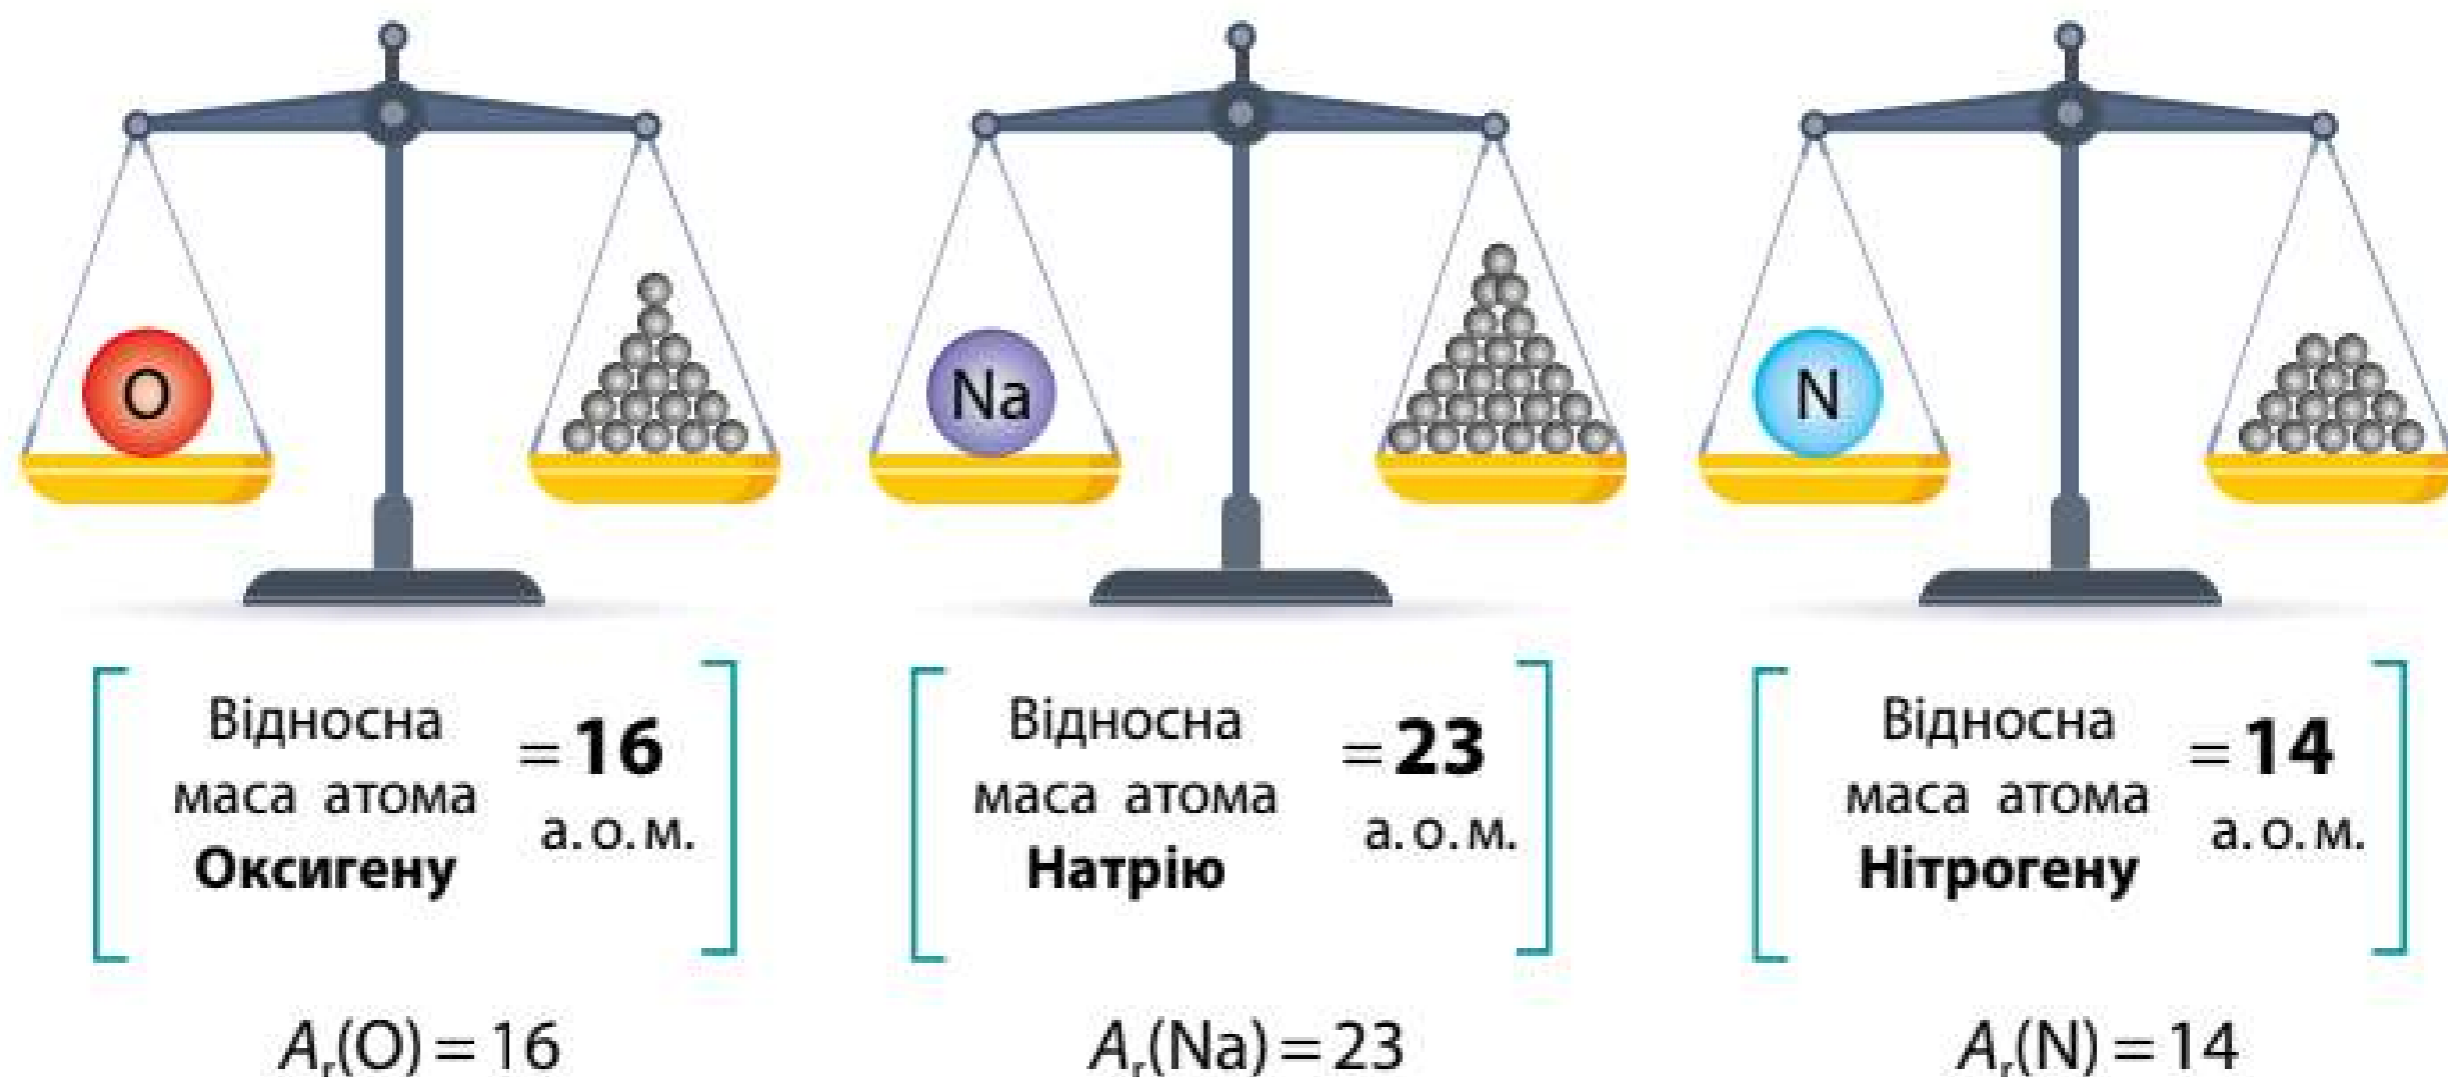 O
Na
N
Відносна
маса атома
Оксигену
= 16
а. о. м.
Відносна
маса атома
Натрію
= 23
а. о. м.
Відносна
маса атома
Нітрогену
= 14
а. о. м.
Aᵣ(O) = 16
Aᵣ(Na) = 23
Aᵣ(N) = 14